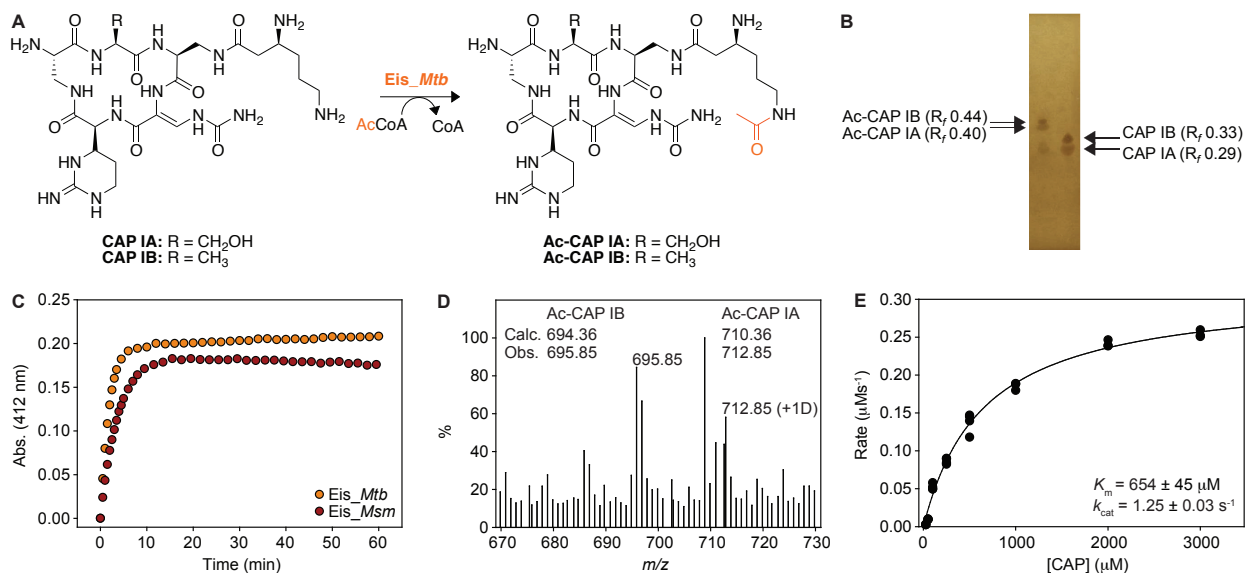 A
R
NH2
O
H2N
N
H
Eis_Mtb
AcCoA
CoA
HN
NH
CAP IA: R = CH2OH
CAP IB: R = CH3
Ac-CAP IA: R = CH2OH
Ac-CAP IB: R = CH3
B
Ac-CAP IB (Rf 0.44)
Ac-CAP IA (Rf 0.40)
CAP IB (Rf 0.33)
CAP IA (Rf 0.29)
C
0.25
0.20
0.15
0.10
0.05
0.00
Abs. (412 nm)
Eis_Mtb
Eis_Msm
0 10 20 30 40 50 60
Time (min)
D
Ac-CAP IB Ac-CAP IA
Calc. 694.36 710.36
Obs. 695.85 712.85
695.85
712.85 (+1D)
100
80
60
40
20
0
%
670 680 690 700 710 720 730
m/z
E
0.30
0.25
0.20
0.15
0.10
0.05
0.00
Rate (μMs-1)
Km = 654 ± 45 μM
kcat = 1.25 ± 0.03 s-1
0 1000 2000 3000
[CAP] (μM)